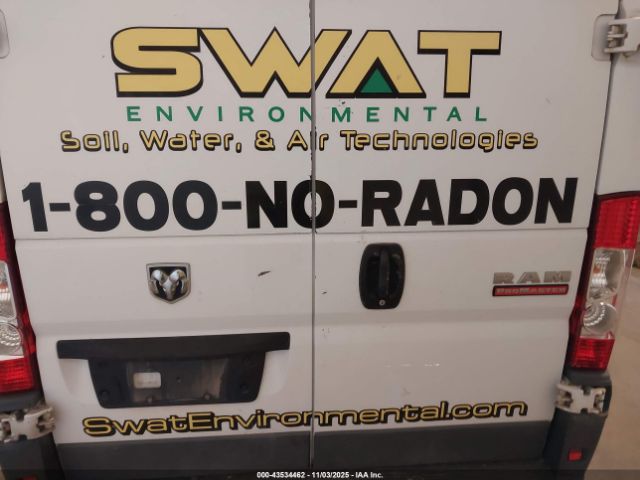 SWAT
ENVIRONMENTAL
Soil, Water, & Air Technologies
1-800-NO-RADON
RAM
PROMASTER
SwatEnvironmental.com
000-43534462 - 11/03/2025 - IAA Inc.